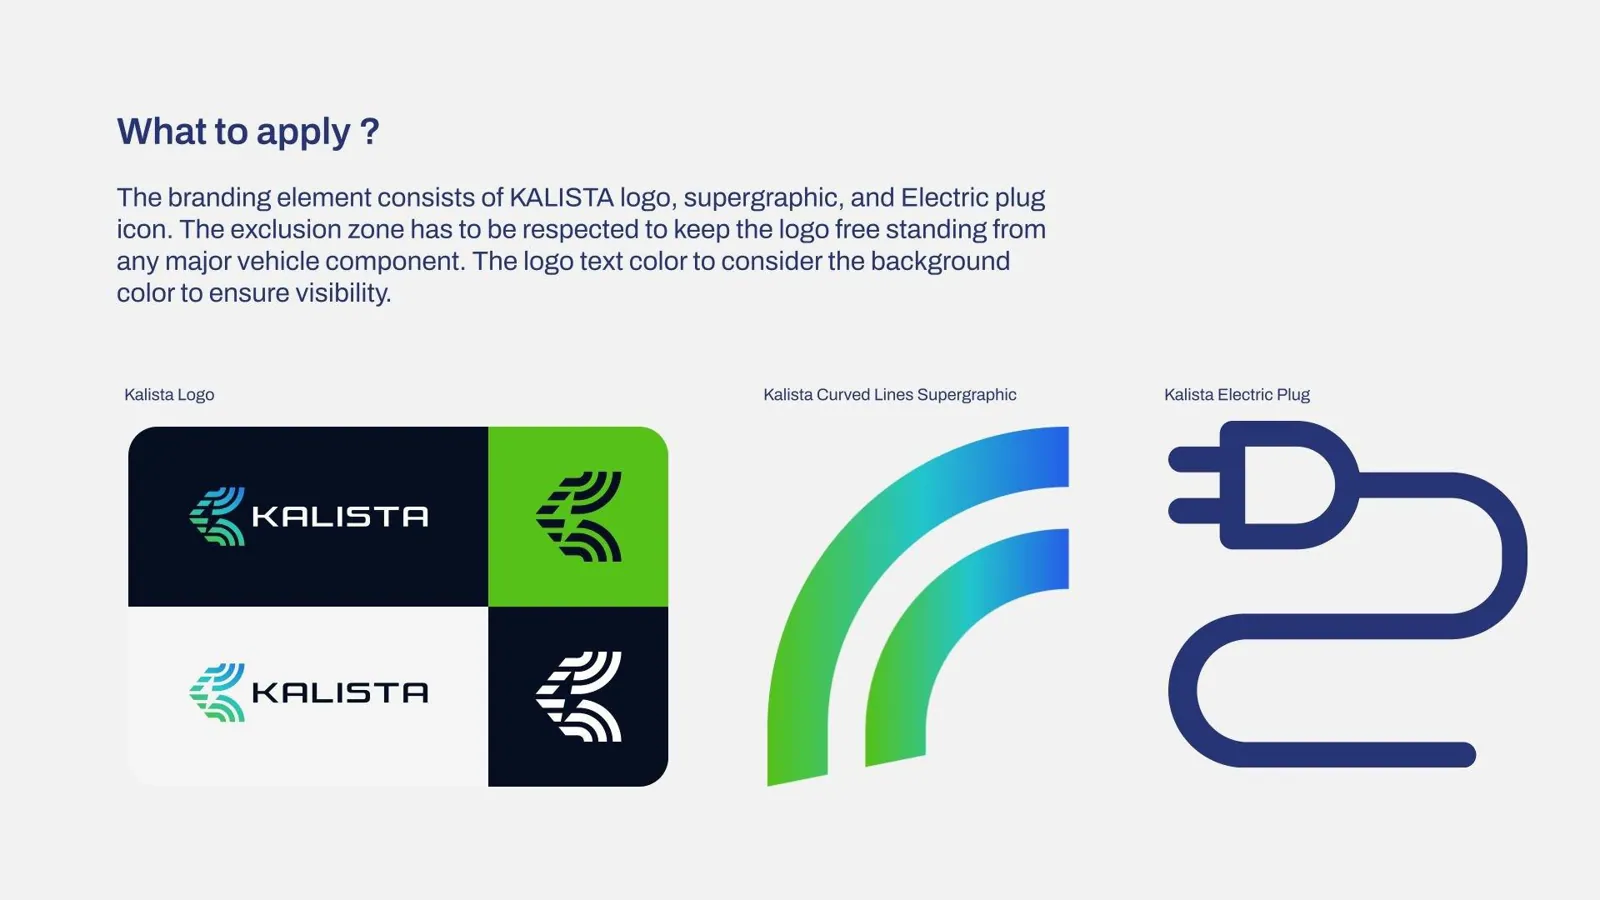 What to apply ?
The branding element consists of KALISTA logo, supergraphic, and Electric plug
icon. The exclusion zone has to be respected to keep the logo free standing from
any major vehicle component. The logo text color to consider the background
color to ensure visibility.
Kalista Logo
KALISTA
KALISTA
Kalista Curved Lines Supergraphic
Kalista Electric Plug